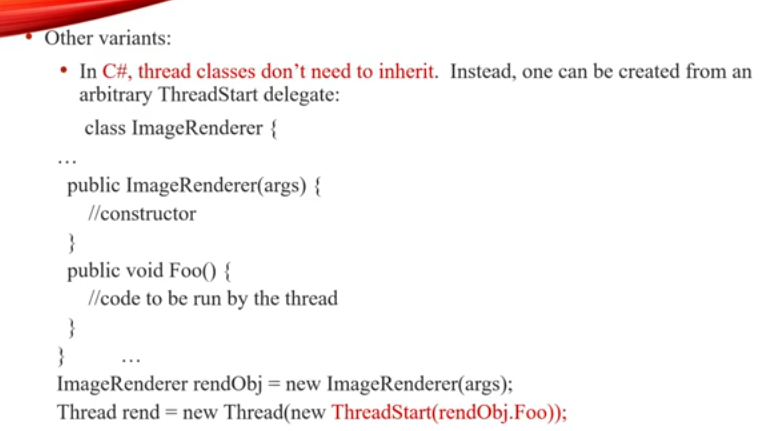 • Other variants:
• In C#, thread classes don't need to inherit. Instead, one can be created from an
arbitrary ThreadStart delegate:
class ImageRenderer {
…
public ImageRenderer(args) {
//constructor
}
public void Foo() {
//code to be run by the thread
}
} …
ImageRenderer rendObj = new ImageRenderer(args);
Thread rend = new Thread(new ThreadStart(rendObj.Foo));